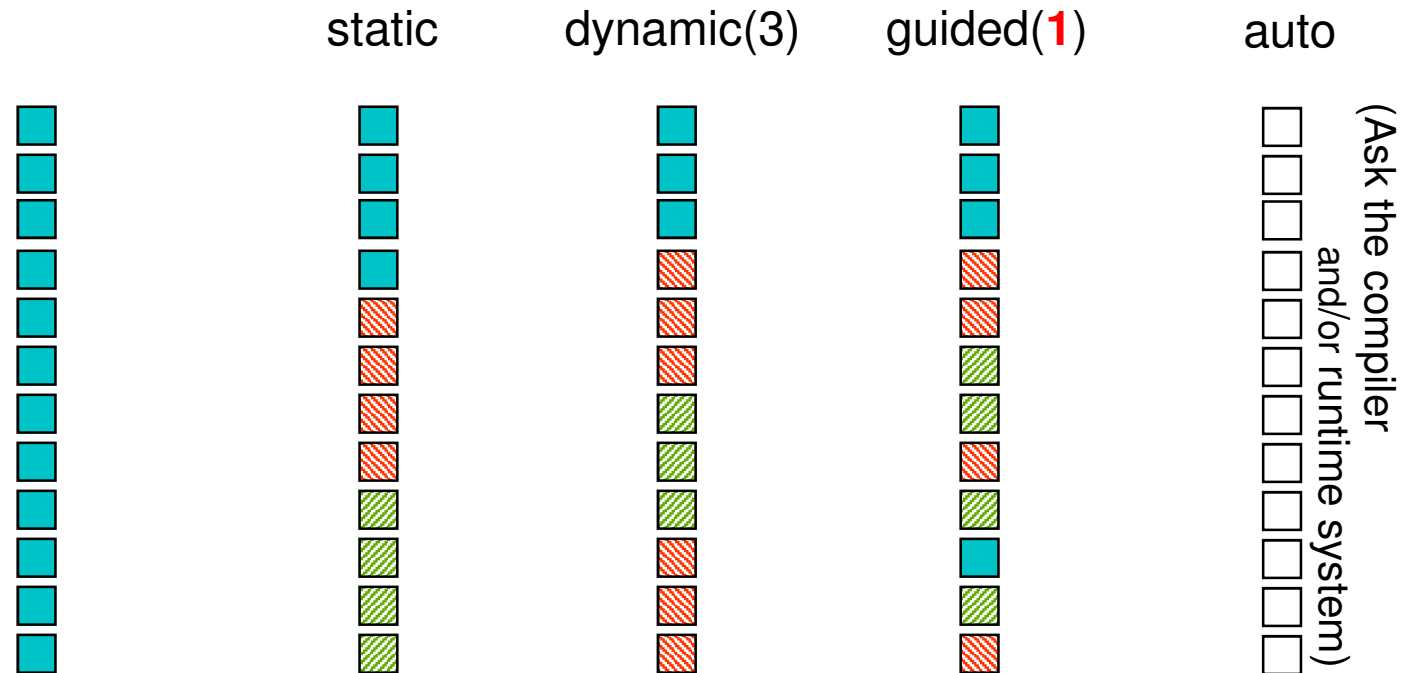 static
dynamic(3)
guided(1)
auto
(Ask the compiler
and/or runtime system)